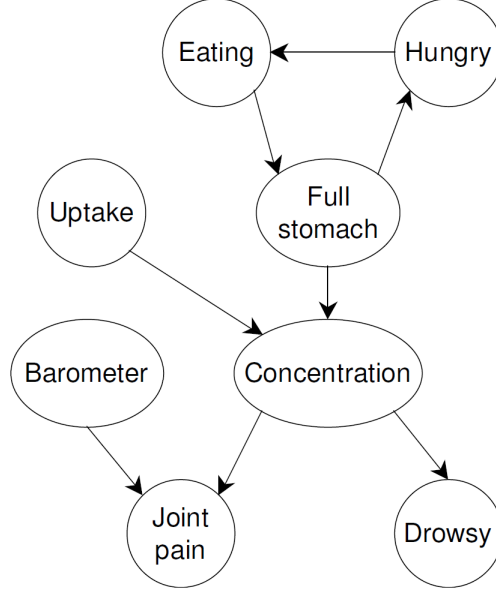 Eating
Hungry
Full
stomach
Uptake
Barometer
Concentration
Joint
pain
Drowsy